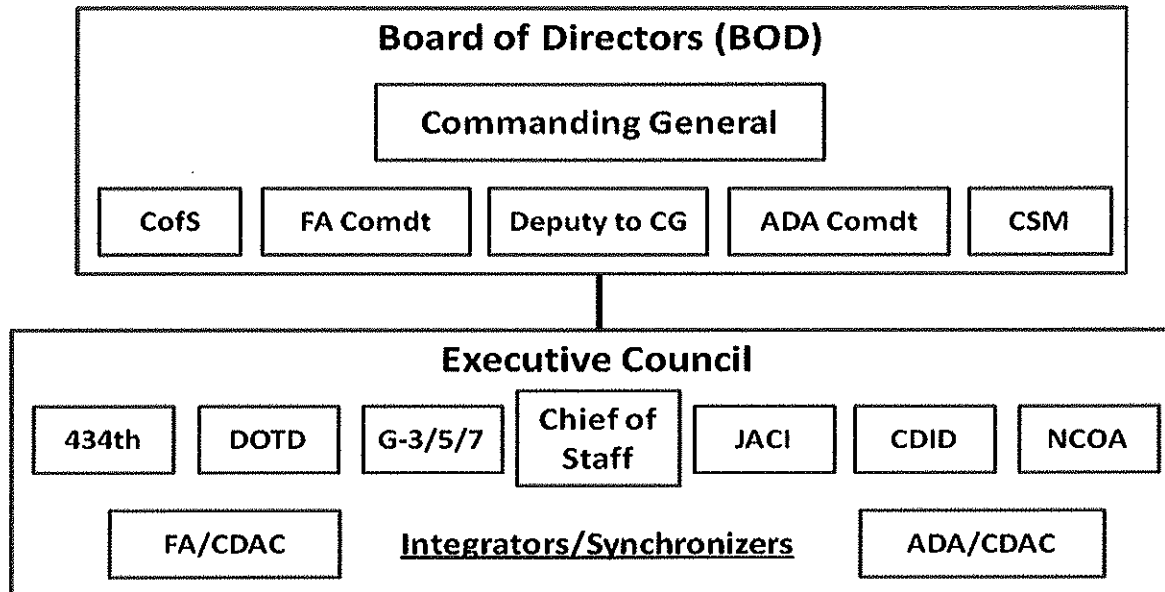 Board of Directors (BOD)
Commanding General
CofS
FA Comdt
Deputy to CG
ADA Comdt
CSM
Executive Council
434th
DOTD
G-3/5/7
Chief of
Staff
JACI
CDID
NCOA
FA/CDAC
Integrators/Synchronizers
ADA/CDAC